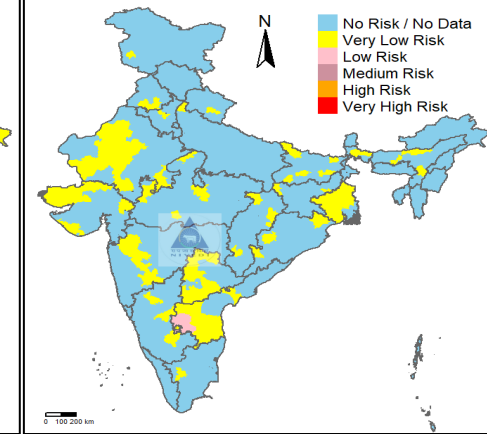 N
No Risk / No Data
Very Low Risk
Low Risk
Medium Risk
High Risk
Very High Risk
0 100 200 km